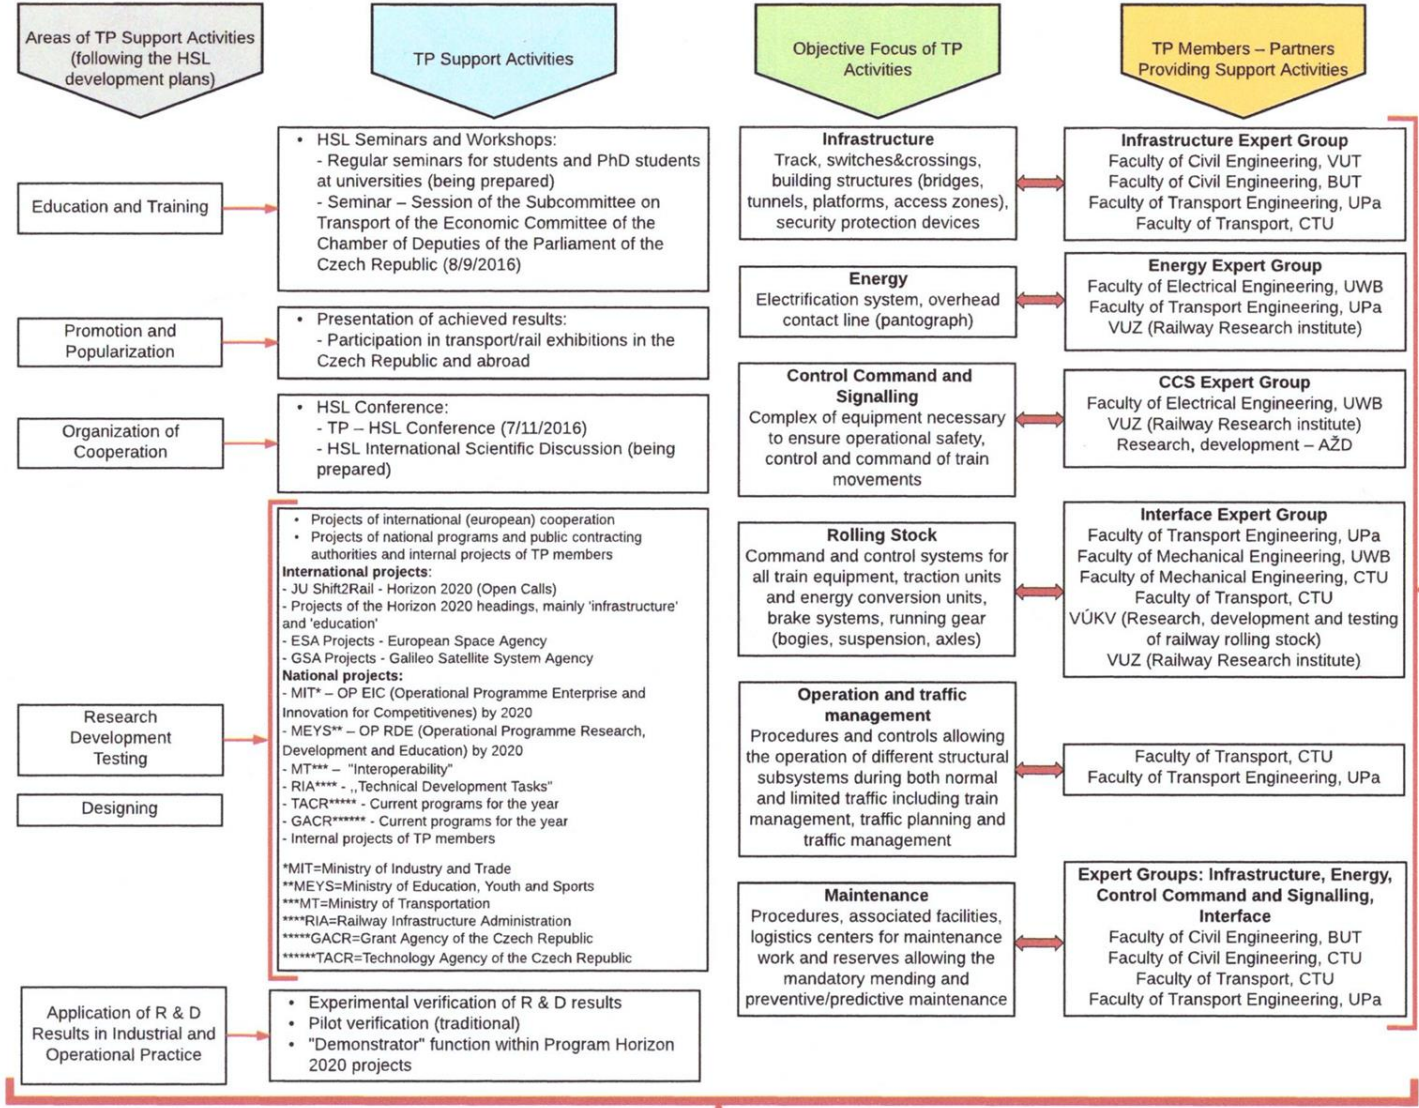 Areas of TP Support Activities
(following the HSL
development plans)
TP Support Activities
Objective Focus of TP
Activities
TP Members – Partners
Providing Support Activities
Education and Training
• HSL Seminars and Workshops:
- Regular seminars for students and PhD students
at universities (being prepared)
- Seminar – Session of the Subcommittee on
Transport of the Economic Committee of the
Chamber of Deputies of the Parliament of the
Czech Republic (8/9/2016)
Promotion and
Popularization
• Presentation of achieved results:
- Participation in transport/rail exhibitions in the
Czech Republic and abroad
Organization of
Cooperation
• HSL Conference:
- TP – HSL Conference (7/11/2016)
- HSL International Scientific Discussion (being
prepared)
Research
Development
Testing
Designing
• Projects of international (european) cooperation
• Projects of national programs and public contracting
authorities and internal projects of TP members
International projects:
- JU Shift2Rail - Horizon 2020 (Open Calls)
- Projects of the Horizon 2020 headings, mainly 'infrastructure'
and 'education'
- ESA Projects - European Space Agency
- GSA Projects - Galileo Satellite System Agency
National projects:
- MIT* – OP EIC (Operational Programme Enterprise and
Innovation for Competitivenes) by 2020
- MEYS** – OP RDE (Operational Programme Research,
Development and Education) by 2020
- MT*** – "Interoperability"
- RIA**** - ,,Technical Development Tasks"
- TACR***** - Current programs for the year
- GACR****** - Current programs for the year
- Internal projects of TP members
*MIT=Ministry of Industry and Trade
**MEYS=Ministry of Education, Youth and Sports
***MT=Ministry of Transportation
****RIA=Railway Infrastructure Administration
*****GACR=Grant Agency of the Czech Republic
******TACR=Technology Agency of the Czech Republic
Application of R & D
Results in Industrial and
Operational Practice
• Experimental verification of R & D results
• Pilot verification (traditional)
• "Demonstrator" function within Program Horizon
2020 projects
Infrastructure
Track, switches&crossings,
building structures (bridges,
tunnels, platforms, access zones),
security protection devices
Infrastructure Expert Group
Faculty of Civil Engineering, VUT
Faculty of Civil Engineering, BUT
Faculty of Transport Engineering, UPa
Faculty of Transport, CTU
Energy
Electrification system, overhead
contact line (pantograph)
Energy Expert Group
Faculty of Electrical Engineering, UWB
Faculty of Transport Engineering, UPa
VUZ (Railway Research institute)
Control Command and
Signalling
Complex of equipment necessary
to ensure operational safety,
control and command of train
movements
CCS Expert Group
Faculty of Electrical Engineering, UWB
VUZ (Railway Research institute)
Research, development – AŽD
Rolling Stock
Command and control systems for
all train equipment, traction units
and energy conversion units,
brake systems, running gear
(bogies, suspension, axles)
Interface Expert Group
Faculty of Transport Engineering, UPa
Faculty of Mechanical Engineering, UWB
Faculty of Mechanical Engineering, CTU
Faculty of Transport, CTU
VÚKV (Research, development and testing
of railway rolling stock)
VUZ (Railway Research institute)
Operation and traffic
management
Procedures and controls allowing
the operation of different structural
subsystems during both normal
and limited traffic including train
management, traffic planning and
traffic management
Faculty of Transport, CTU
Faculty of Transport Engineering, UPa
Maintenance
Procedures, associated facilities,
logistics centers for maintenance
work and reserves allowing the
mandatory mending and
preventive/predictive maintenance
Expert Groups: Infrastructure, Energy,
Control Command and Signalling,
Interface
Faculty of Civil Engineering, BUT
Faculty of Civil Engineering, CTU
Faculty of Transport, CTU
Faculty of Transport Engineering, UPa